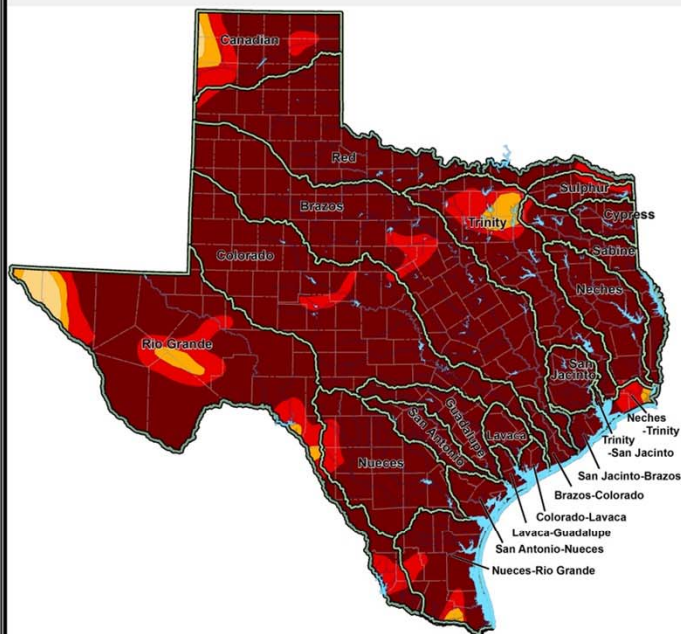 Canadian
Red
Sulphur
Cypress
Brazos
Trinity
Sabine
Colorado
Neches
Rio Grande
San
Jacinto
Guadalupe
San Antonio
Lavaca
Nueces
Neches
-Trinity
Trinity
-San Jacinto
San Jacinto-Brazos
Brazos-Colorado
Colorado-Lavaca
Lavaca-Guadalupe
San Antonio-Nueces
Nueces-Rio Grande